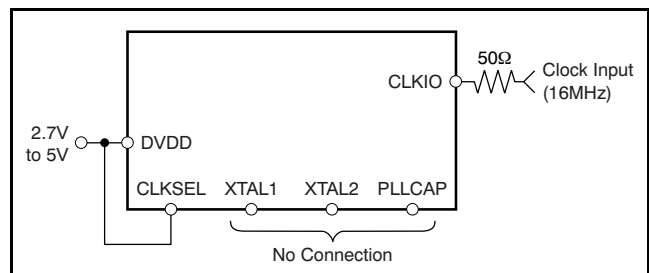 50Ω
CLKIO
Clock Input
(16MHz)
2.7V
to 5V
DVDD
CLKSEL XTAL1 XTAL2 PLLCAP
No Connection